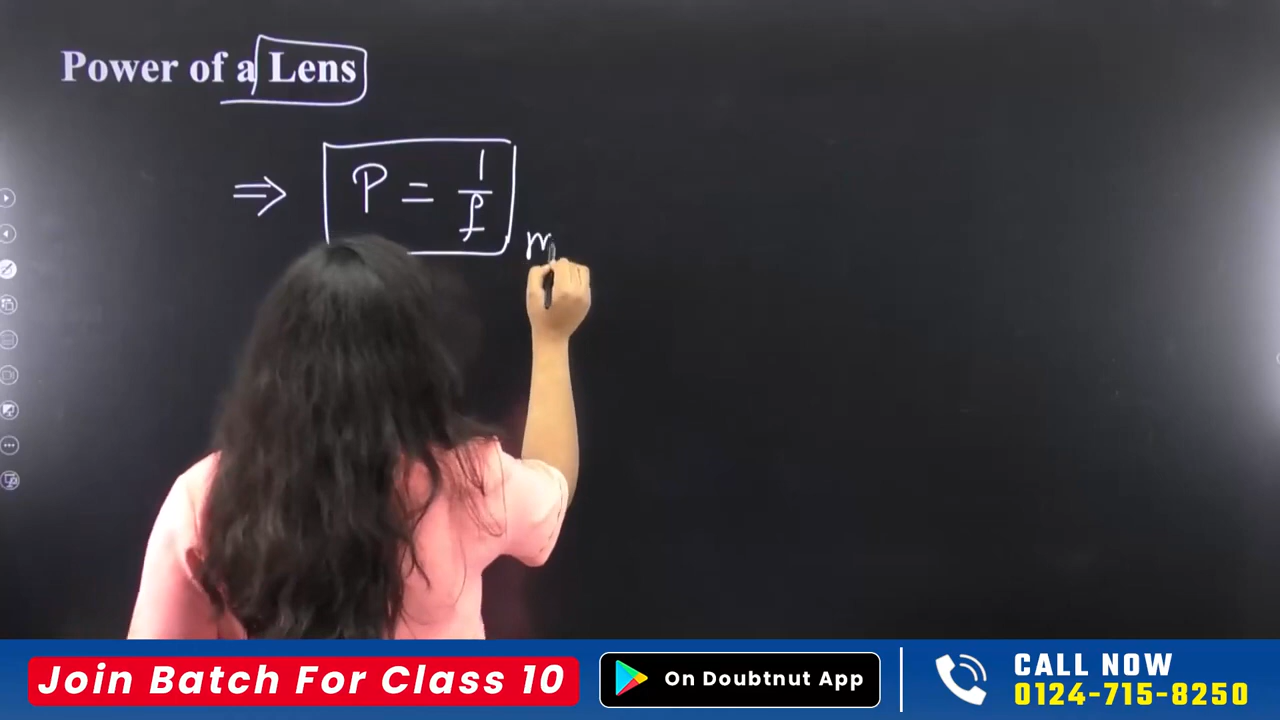 Power of a Lens
⇒ P = 1/f
m
Join Batch For Class 10
On Doubtnut App
CALL NOW
0124-715-8250